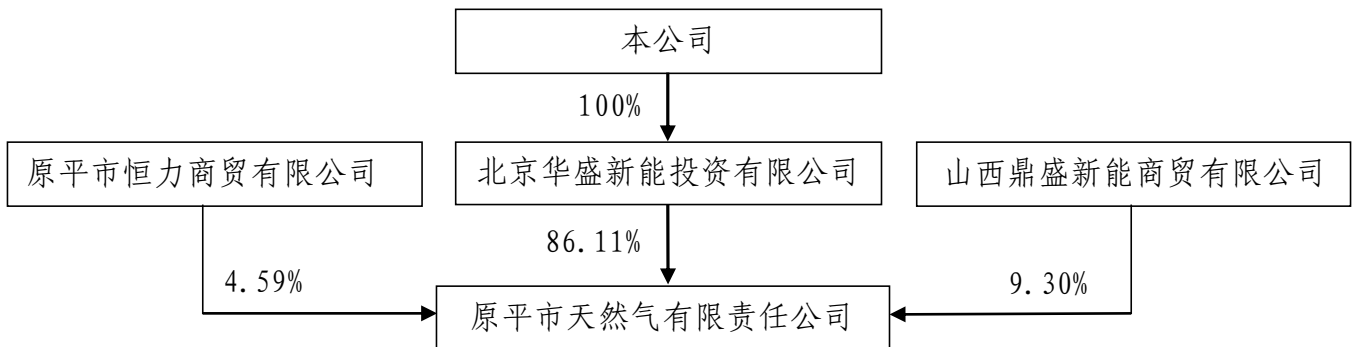 本公司
100%
原平市恒力商贸有限公司
北京华盛新能投资有限公司
山西鼎盛新能商贸有限公司
86.11%
4.59%
9.30%
原平市天然气有限责任公司